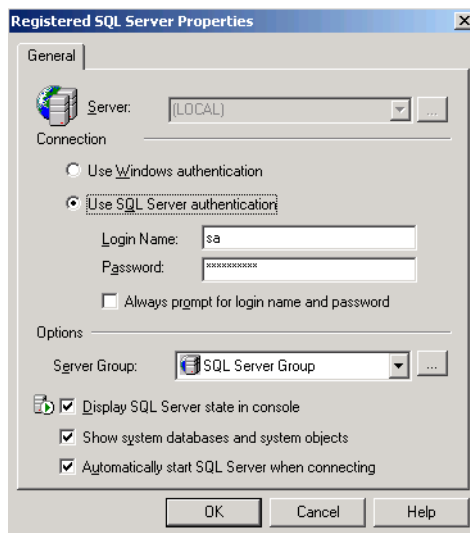 Registered SQL Server Properties
General
Server: (LOCAL) ...
Connection
Use Windows authentication
Use SQL Server authentication
Login Name: sa
Password: **********
Always prompt for login name and password
Options
Server Group: SQL Server Group ...
Display SQL Server state in console
Show system databases and system objects
Automatically start SQL Server when connecting
OK Cancel Help